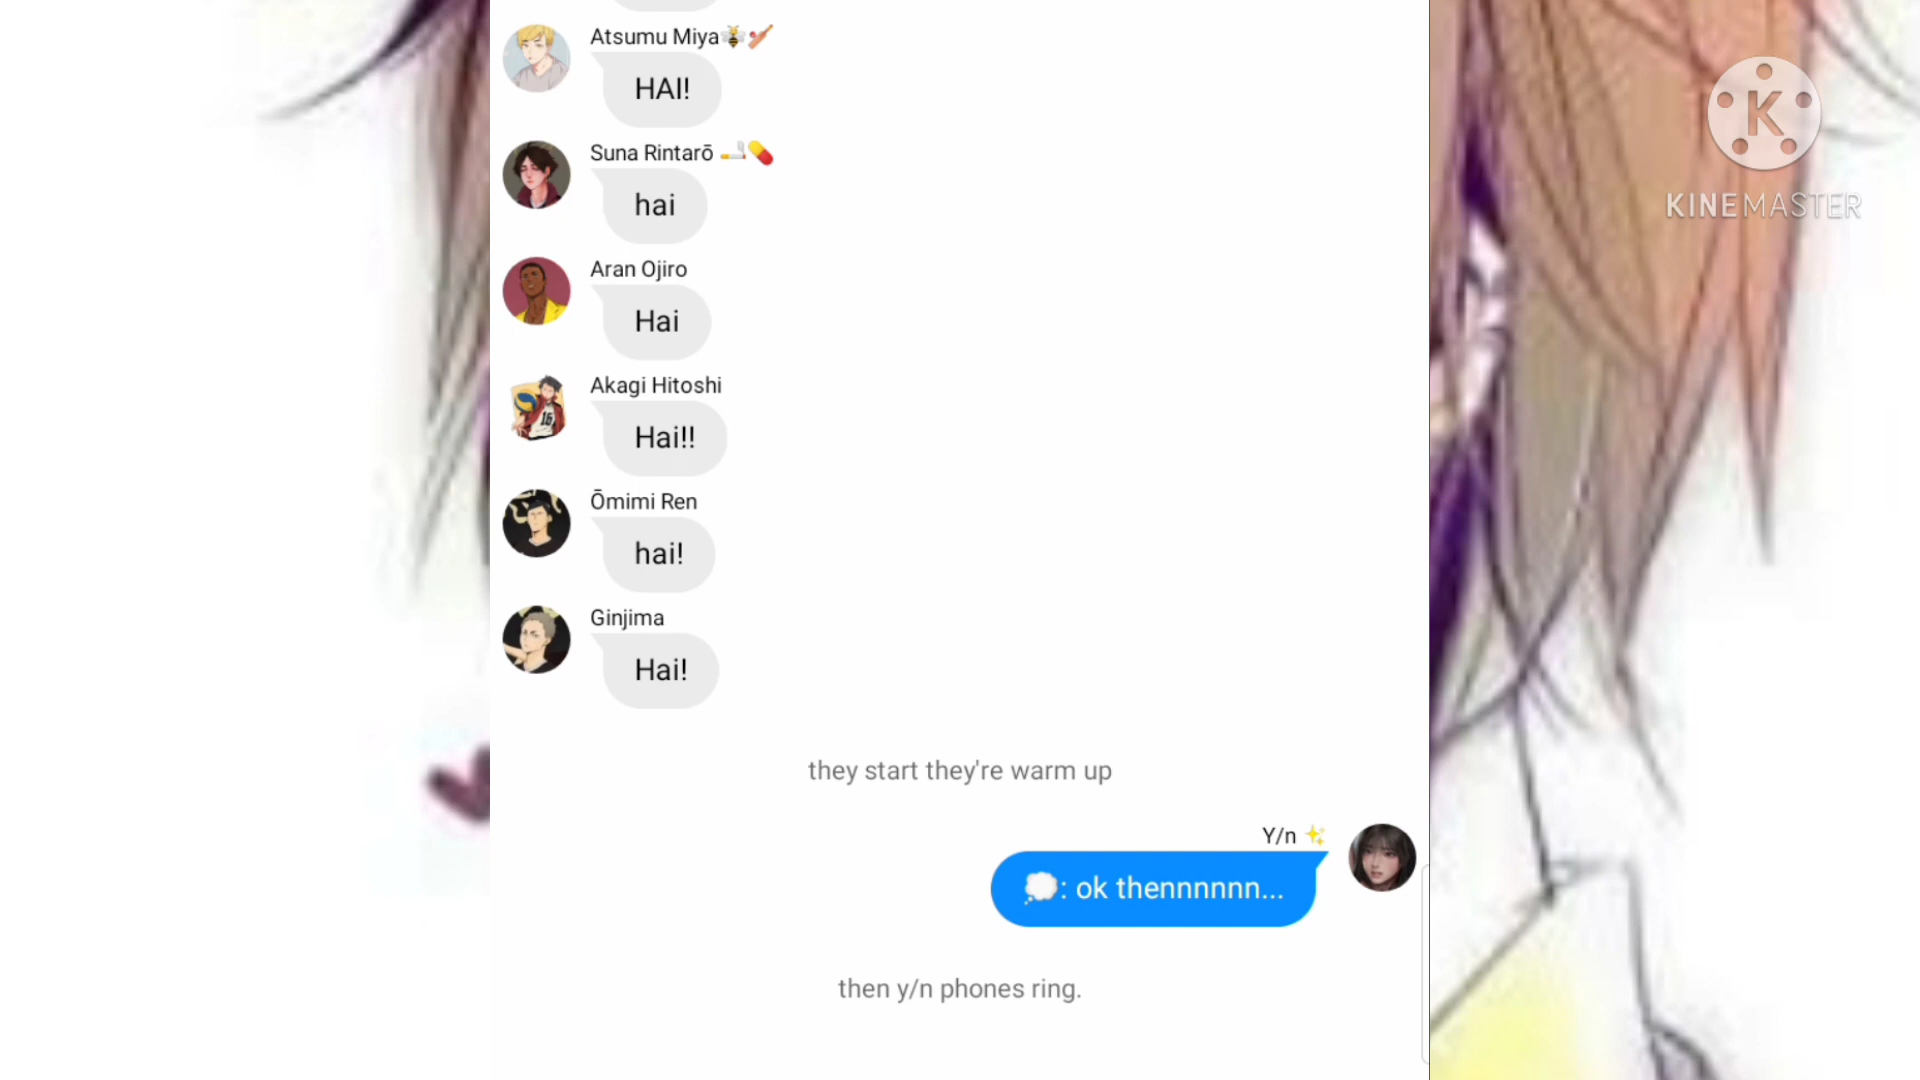 Atsumu Miya🐝🏏
HAI!
Suna Rintarō 🚬💊
hai
Aran Ojiro
Hai
Akagi Hitoshi
Hai!!
16
Ōmimi Ren
hai!
Ginjima
Hai!
they start they're warm up
Y/n ✨
💭: ok thennnnnn...
then y/n phones ring.
K
KINEMASTER